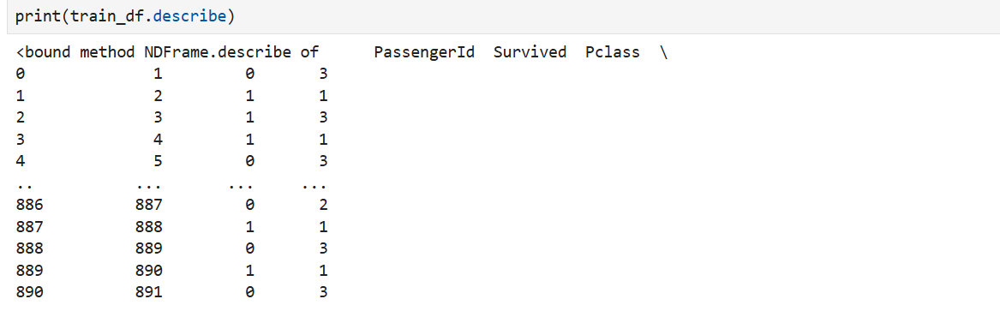 print(train_df.describe)
<bound method NDFrame.describe of      PassengerId  Survived  Pclass  \
0              1         0       3
1              2         1       1
2              3         1       3
3              4         1       1
4              5         0       3
..           ...       ...     ...
886          887         0       2
887          888         1       1
888          889         0       3
889          890         1       1
890          891         0       3